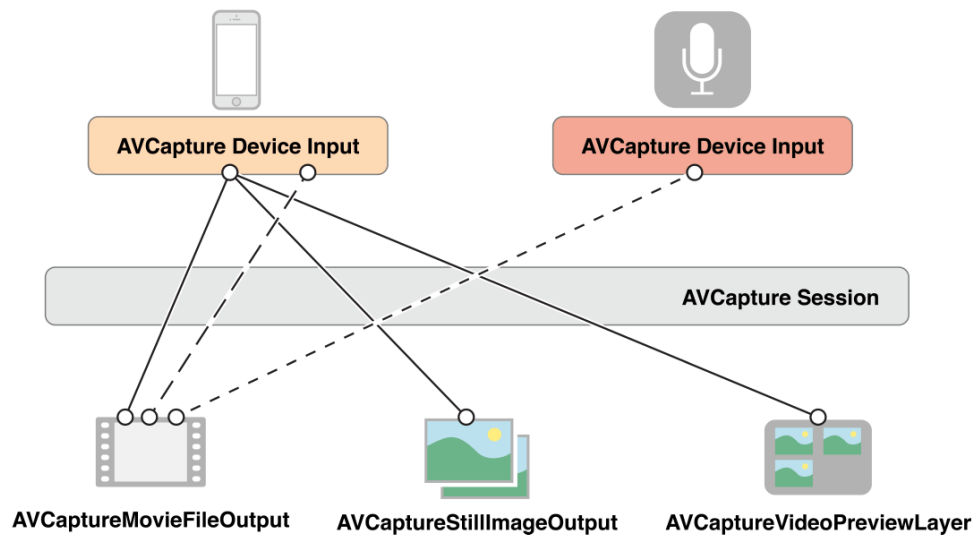 AVCapture Device Input
AVCapture Device Input
AVCapture Session
AVCaptureMovieFileOutput
AVCaptureStillImageOutput
AVCaptureVideoPreviewLayer